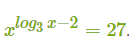 x^{log_3 x-2} = 27.